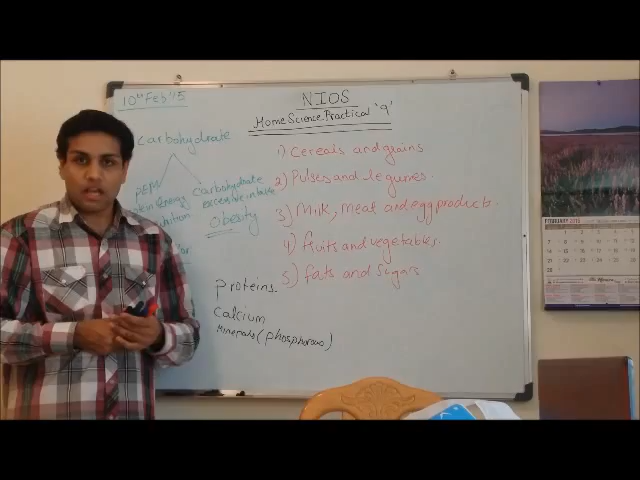 10th Feb '15
NIOS
Home Science Practical '9'
Carbohydrate
Carbohydrate
excessible intake
Obesity
1) Cereals and grains
2) Pulses and legumes.
3) Milk, Meat and egg products.
4) fruits and vegetables.
5) fats and Sugars
proteins.
Calcium
Minerals (phosphorous)
FEBRUARY